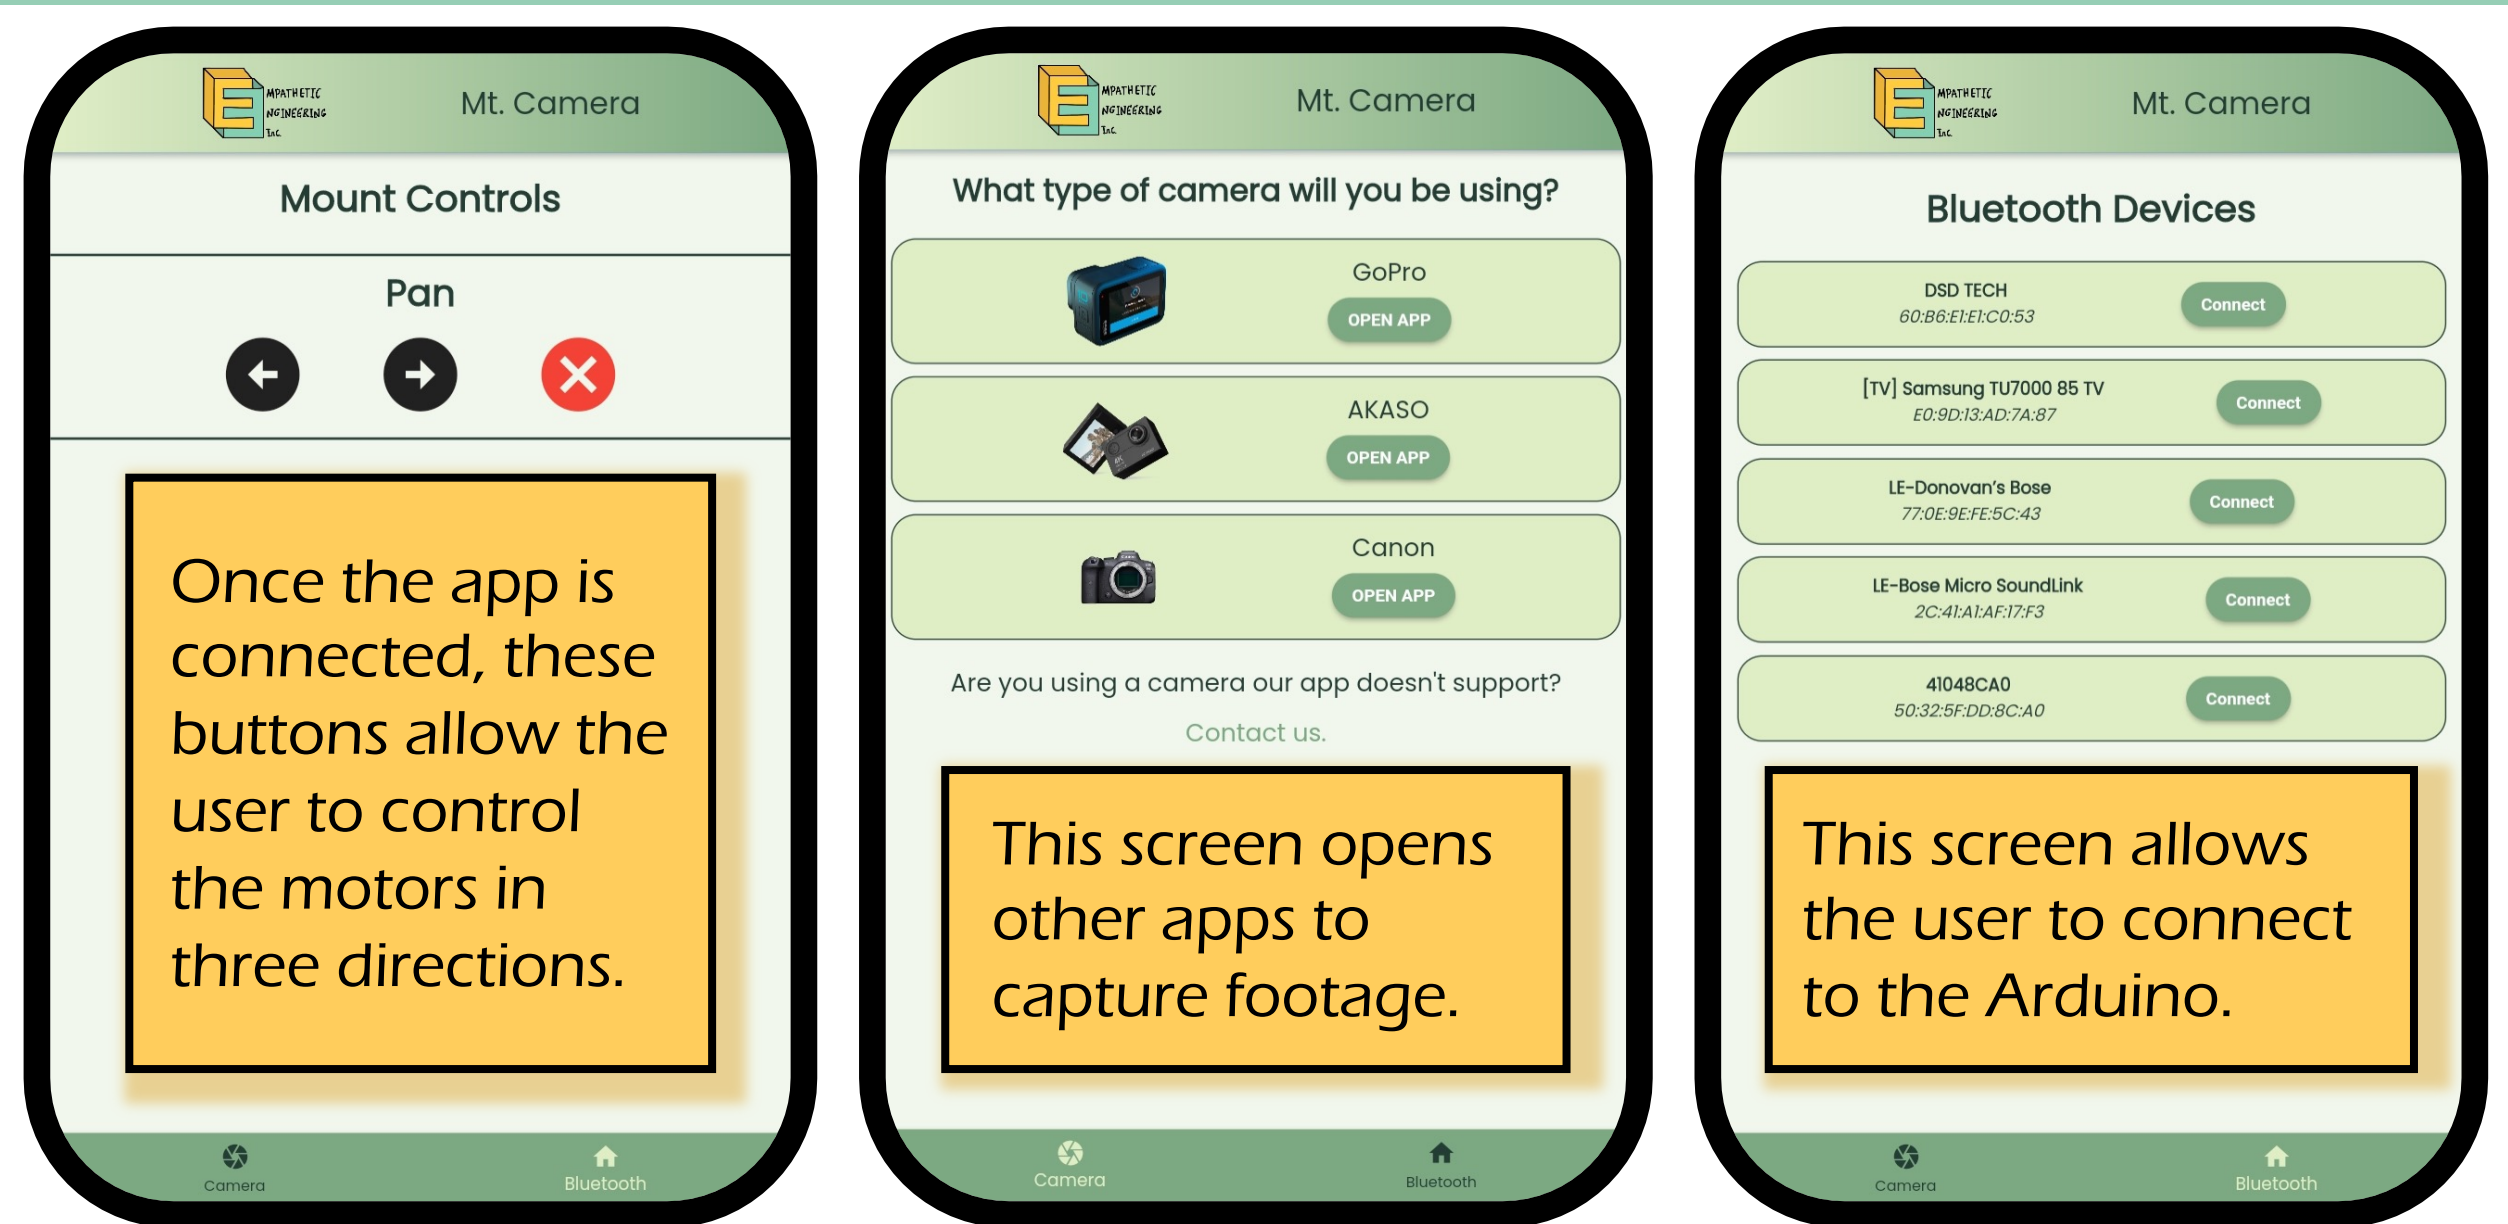 MPATHETIC
NGINEERING
Inc.
Mt. Camera
Mount Controls
Pan
Once the app is
connected, these
buttons allow the
user to control
the motors in
three directions.
Camera
Bluetooth
MPATHETIC
NGINEERING
Inc.
Mt. Camera
What type of camera will you be using?
GoPro
OPEN APP
AKASO
OPEN APP
Canon
OPEN APP
Are you using a camera our app doesn't support?
Contact us.
This screen opens
other apps to
capture footage.
Camera
Bluetooth
MPATHETIC
NGINEERING
Inc.
Mt. Camera
Bluetooth Devices
DSD TECH
60:B6:E1:E1:C0:53
Connect
[TV] Samsung TU7000 85 TV
E0:9D:13:AD:7A:87
Connect
LE-Donovan's Bose
77:0E:9E:FE:5C:43
Connect
LE-Bose Micro SoundLink
2C:41:A1:AF:17:F3
Connect
41048CA0
50:32:5F:DD:8C:A0
Connect
This screen allows
the user to connect
to the Arduino.
Camera
Bluetooth